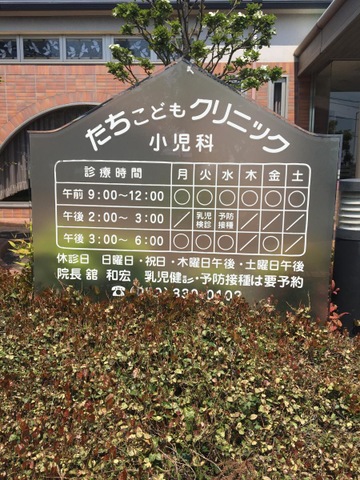 たちこどもクリニック
小児科
診療時間 月 火 水 木 金 土
午前 9:00～12:00 ○ ○ ○ ○ ○ ○
午後 2:00～ 3:00 ／ 乳児検診 予防接種 ／ ／ ／
午後 3:00～ 6:00 ○ ○ ○ ／ ○ ／
休診日 日曜日・祝日・木曜日午後・土曜日午後
院長 舘 和宏 乳児健診・予防接種は要予約